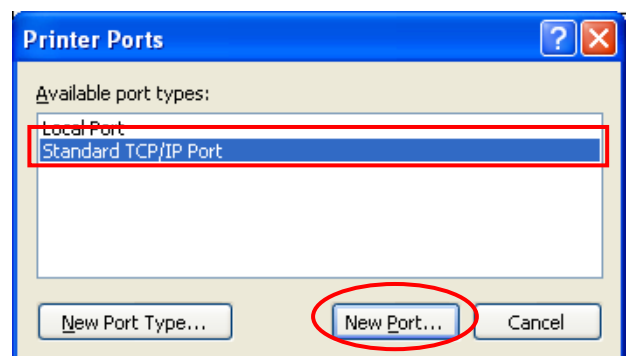 Printer Ports
Available port types:
Local Port
Standard TCP/IP Port
New Port Type...
New Port...
Cancel